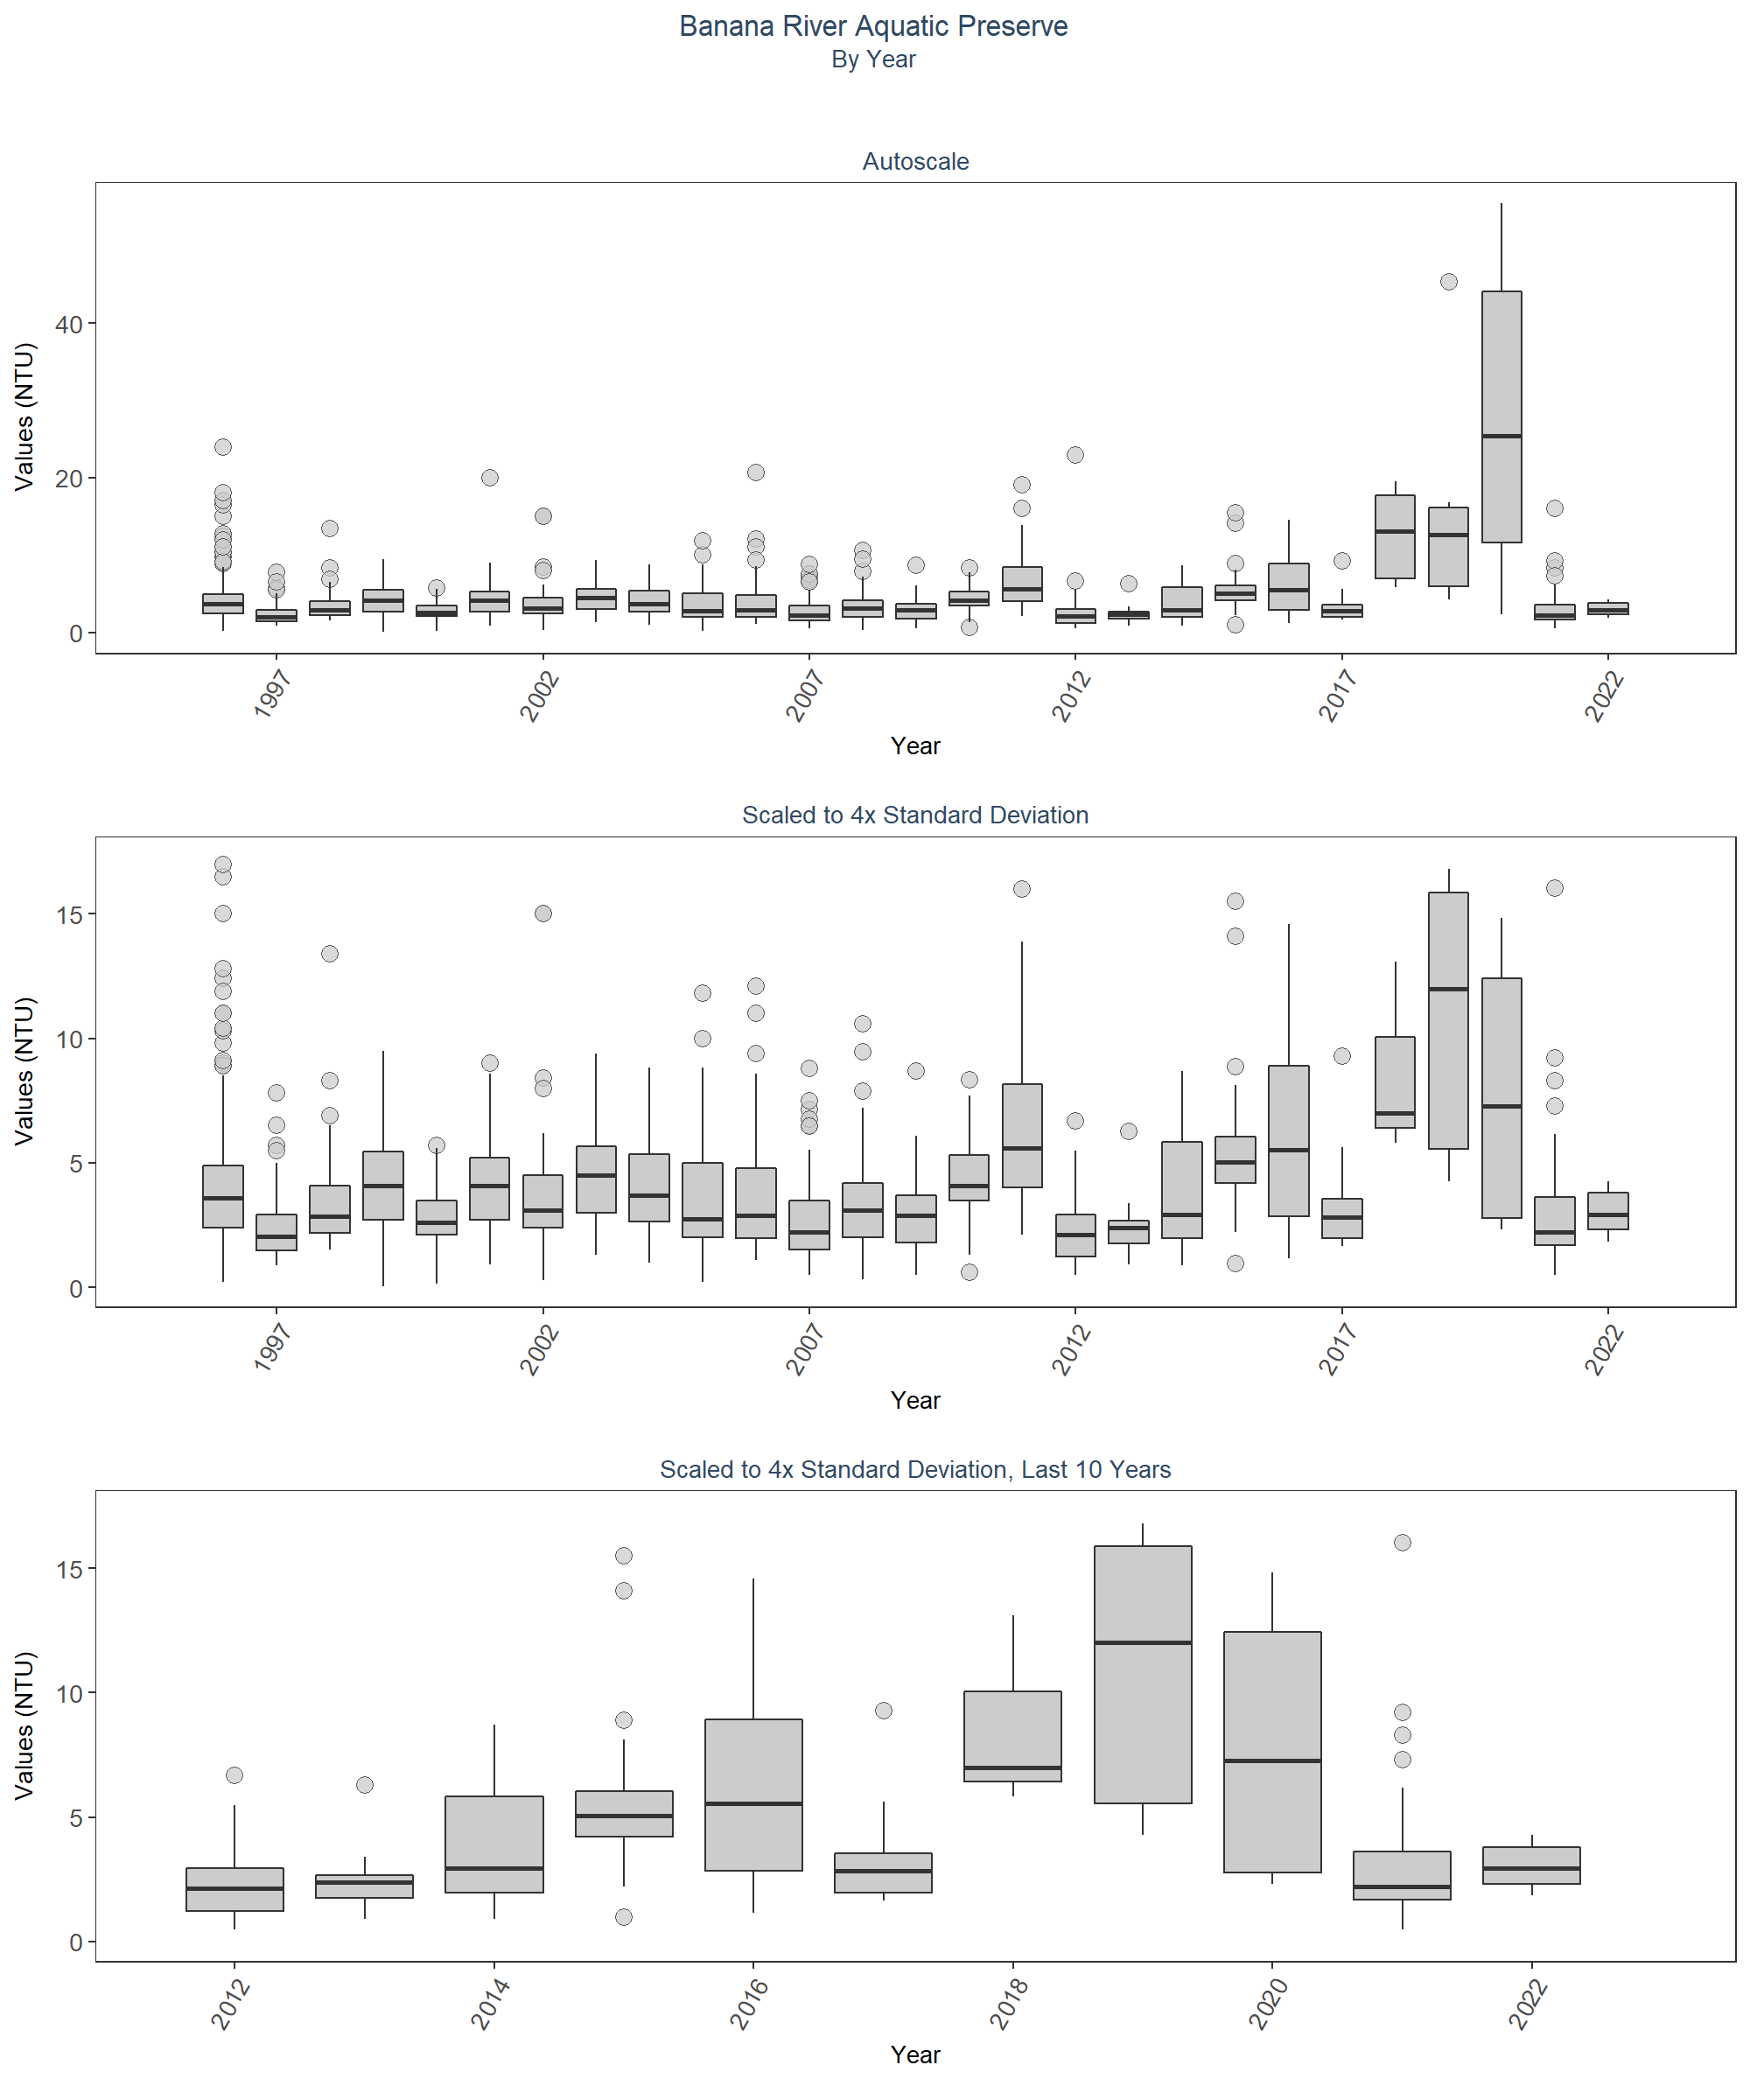 Banana River Aquatic Preserve
By Year
Autoscale
Values (NTU)
40
20
0
1997 2002 2007 2012 2017 2022
Year
Scaled to 4x Standard Deviation
Values (NTU)
15
10
5
0
1997 2002 2007 2012 2017 2022
Year
Scaled to 4x Standard Deviation, Last 10 Years
Values (NTU)
15
10
5
0
2012 2014 2016 2018 2020 2022
Year